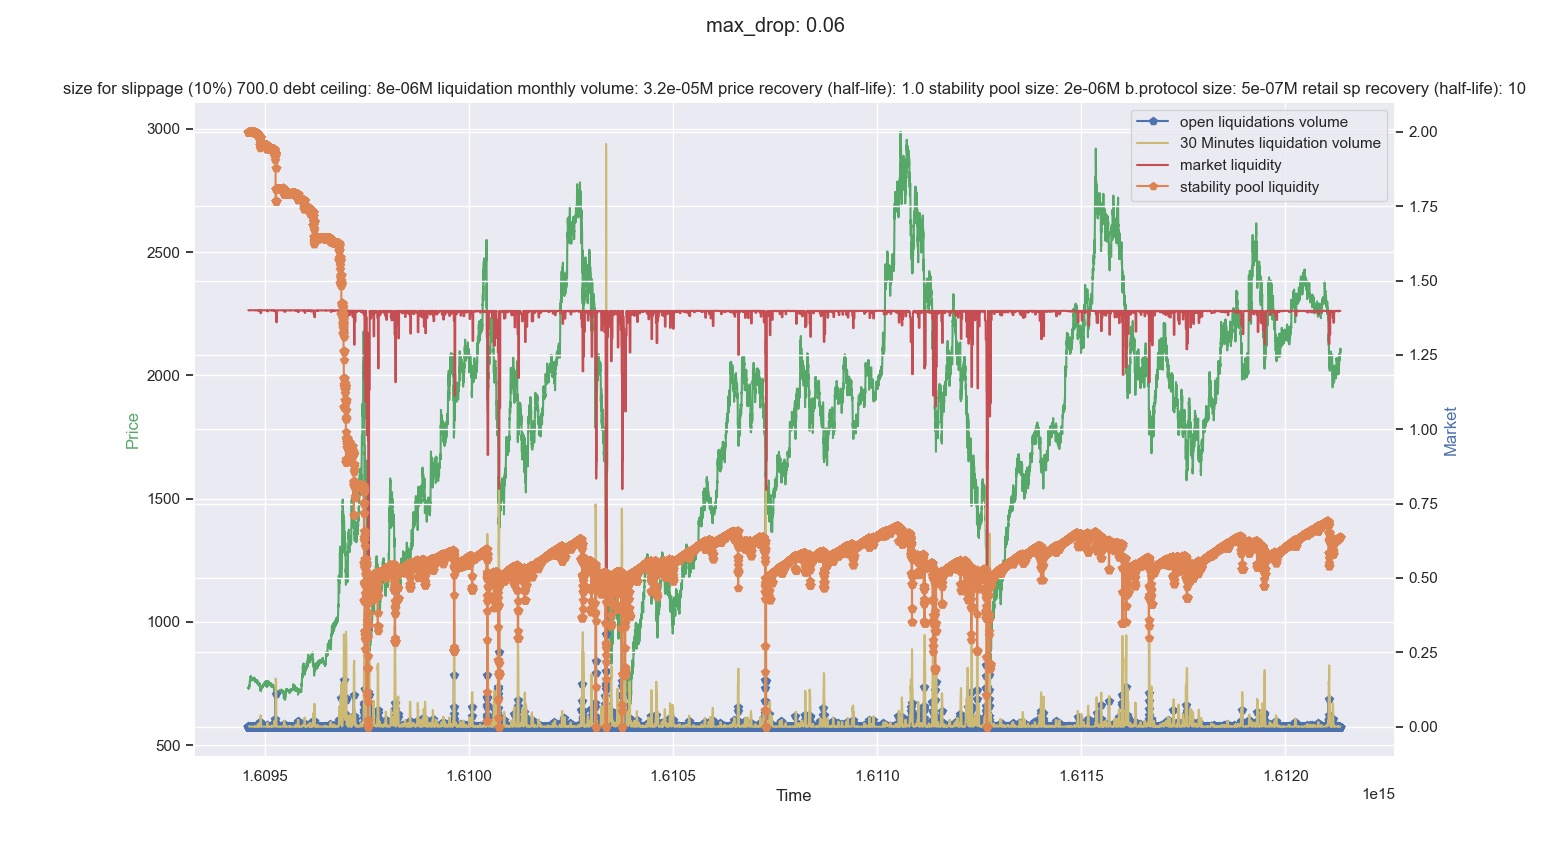 max_drop: 0.06
size for slippage (10%) 700.0 debt ceiling: 8e-06M liquidation monthly volume: 3.2e-05M price recovery (half-life): 1.0 stability pool size: 2e-06M b.protocol size: 5e-07M retail sp recovery (half-life): 10
open liquidations volume
30 Minutes liquidation volume
market liquidity
stability pool liquidity
3000
2500
2000
1500
1000
500
Price
2.00
1.75
1.50
1.25
1.00
0.75
0.50
0.25
0.00
Market
1.6095 1.6100 1.6105 1.6110 1.6115 1.6120
Time
1e15